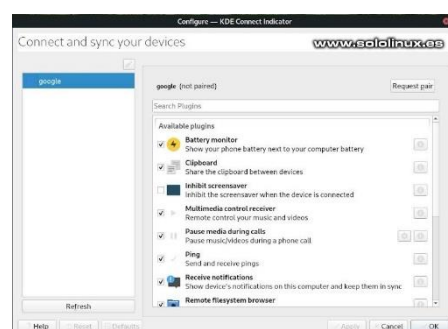 Configure — KDE Connect Indicator
Connect and sync your devices
www.sololinux.es
google
google (not paired)
Request pair
Search Plugins
Available plugins
Battery monitor
Show your phone battery next to your computer battery
Clipboard
Share the clipboard between devices
Inhibit screensaver
Inhibit the screensaver when the device is connected
Multimedia control receiver
Remote control your music and videos
Pause media during calls
Pause music/videos during a phone call
Ping
Send and receive pings
Receive notifications
Show device's notifications on this computer and keep them in sync
Remote filesystem browser
Refresh
Help
Reset
Defaults
Apply
Cancel
OK